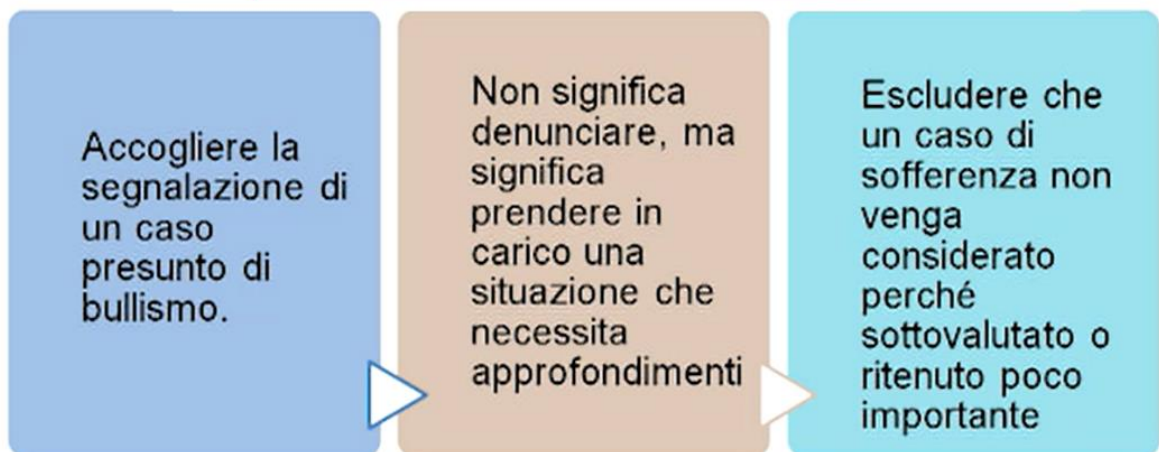 Accogliere la
segnalazione di
un caso
presunto di
bullismo.
Non significa
denunciare, ma
significa
prendere in
carico una
situazione che
necessita
approfondimenti
Escludere che
un caso di
sofferenza non
venga
considerato
perché
sottovalutato o
ritenuto poco
importante